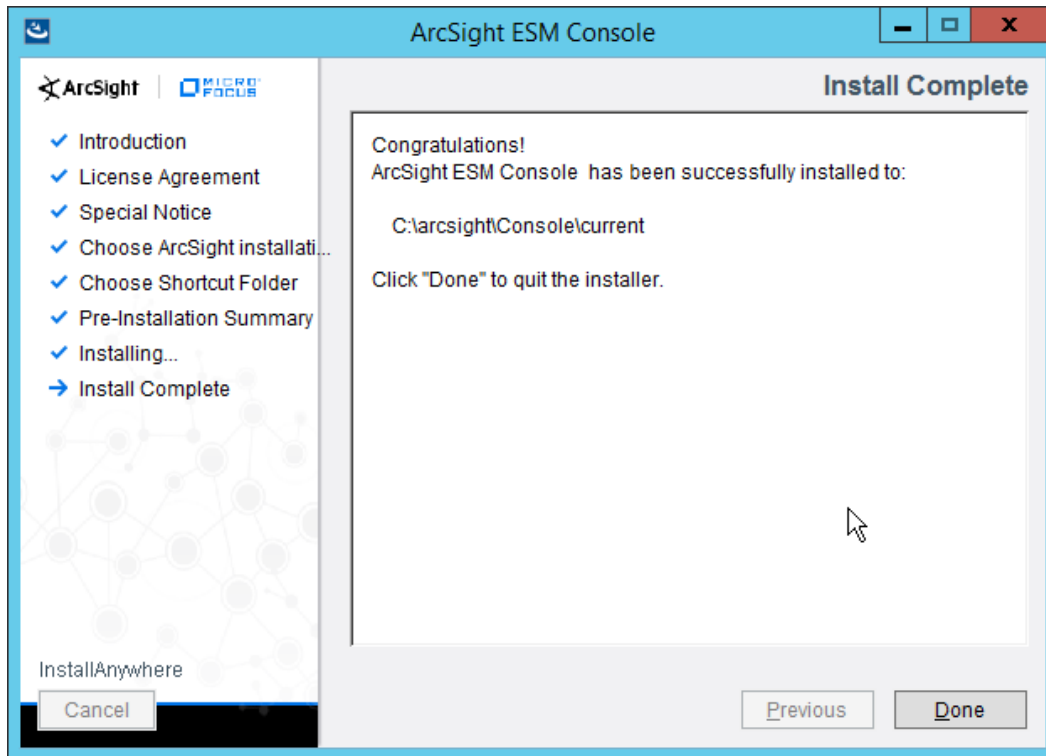 ArcSight ESM Console
ArcSight
MICRO
FOCUS
Install Complete
Introduction
License Agreement
Special Notice
Choose ArcSight installati...
Choose Shortcut Folder
Pre-Installation Summary
Installing...
Install Complete
Congratulations!
ArcSight ESM Console  has been successfully installed to:
C:\arcsight\Console\current
Click "Done" to quit the installer.
InstallAnywhere
Cancel
Previous
Done